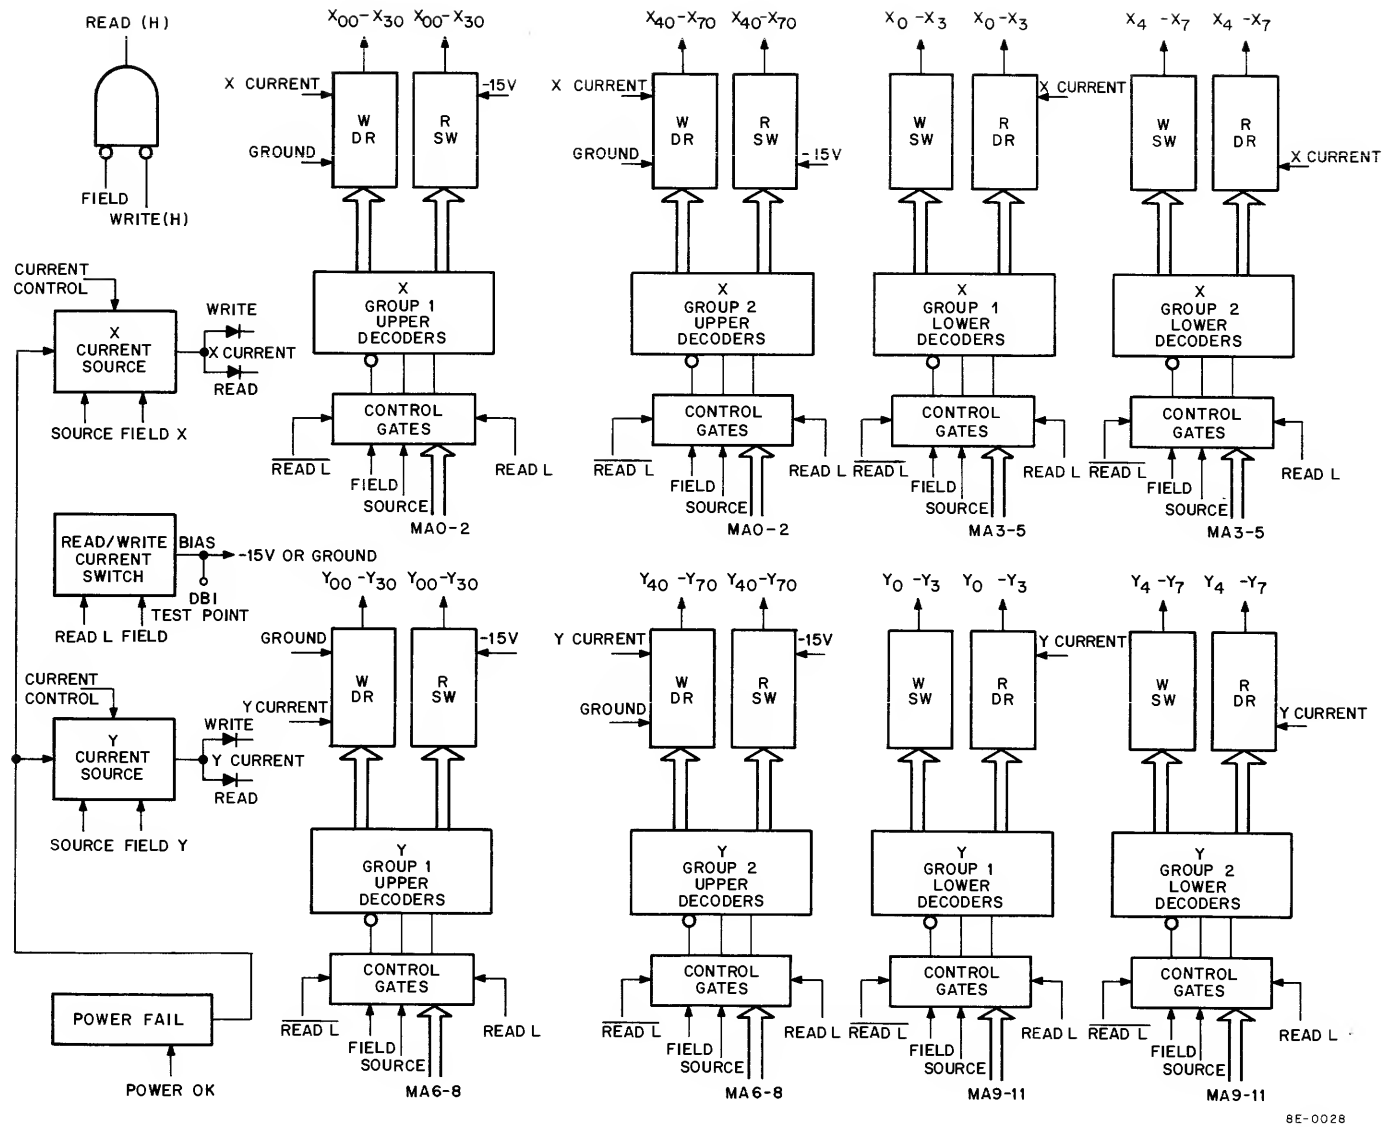 READ (H)
FIELD
WRITE(H)
X00-X30 X00-X30
X CURRENT
GROUND
W DR
R SW
-15V
X40-X70 X40-X70
X CURRENT
GROUND
W DR
R SW
-15V
X0-X3 X0-X3
W SW
R DR
X CURRENT
X4-X7 X4-X7
W SW
R DR
X CURRENT
CURRENT
CONTROL
X
CURRENT
SOURCE
WRITE
X CURRENT
READ
SOURCE FIELD X
X
GROUP 1
UPPER
DECODERS
CONTROL
GATES
READ L
FIELD
SOURCE
READ L
MA0-2
X
GROUP 2
UPPER
DECODERS
CONTROL
GATES
READ L
FIELD
SOURCE
READ L
MA0-2
X
GROUP 1
LOWER
DECODERS
CONTROL
GATES
READ L
FIELD
SOURCE
READ L
MA3-5
X
GROUP 2
LOWER
DECODERS
CONTROL
GATES
READ L
FIELD
SOURCE
READ L
MA3-5
READ/WRITE
CURRENT
SWITCH
BIAS
-15V OR GROUND
DB1
TEST POINT
READ L FIELD
Y00-Y30 Y00-Y30
GROUND
Y CURRENT
W DR
R SW
-15V
Y40-Y70 Y40-Y70
Y CURRENT
GROUND
W DR
R SW
-15V
Y0-Y3 Y0-Y3
W SW
R DR
Y CURRENT
Y4-Y7 Y4-Y7
W SW
R DR
Y CURRENT
CURRENT
CONTROL
Y
CURRENT
SOURCE
WRITE
Y CURRENT
READ
SOURCE FIELD Y
Y
GROUP 1
UPPER
DECODERS
CONTROL
GATES
READ L
FIELD
SOURCE
READ L
MA6-8
Y
GROUP 2
UPPER
DECODERS
CONTROL
GATES
READ L
FIELD
SOURCE
READ L
MA6-8
Y
GROUP 1
LOWER
DECODERS
CONTROL
GATES
READ L
FIELD
SOURCE
READ L
MA9-11
Y
GROUP 2
LOWER
DECODERS
CONTROL
GATES
READ L
FIELD
SOURCE
READ L
MA9-11
POWER FAIL
POWER OK
8E-0028